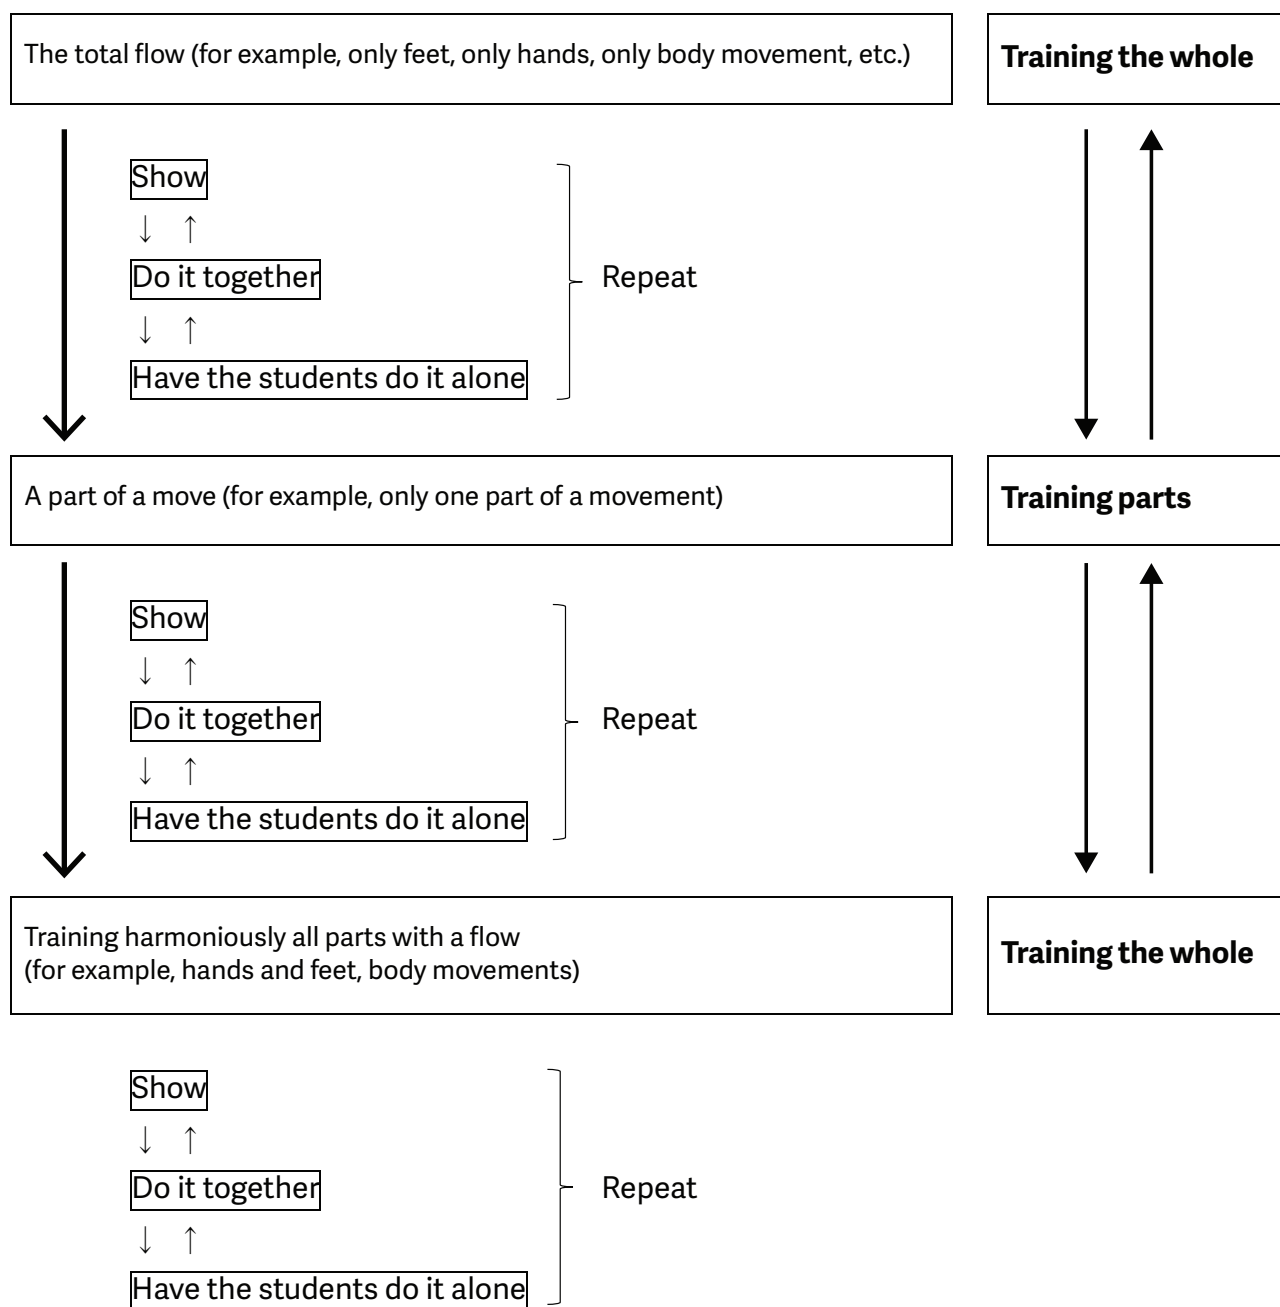 The total flow (for example, only feet, only hands, only body movement, etc.)
Training the whole
Show
↓ ↑
Do it together
↓ ↑
Have the students do it alone
Repeat
A part of a move (for example, only one part of a movement)
Training parts
Show
↓ ↑
Do it together
↓ ↑
Have the students do it alone
Repeat
Training harmoniously all parts with a flow
(for example, hands and feet, body movements)
Training the whole
Show
↓ ↑
Do it together
↓ ↑
Have the students do it alone
Repeat